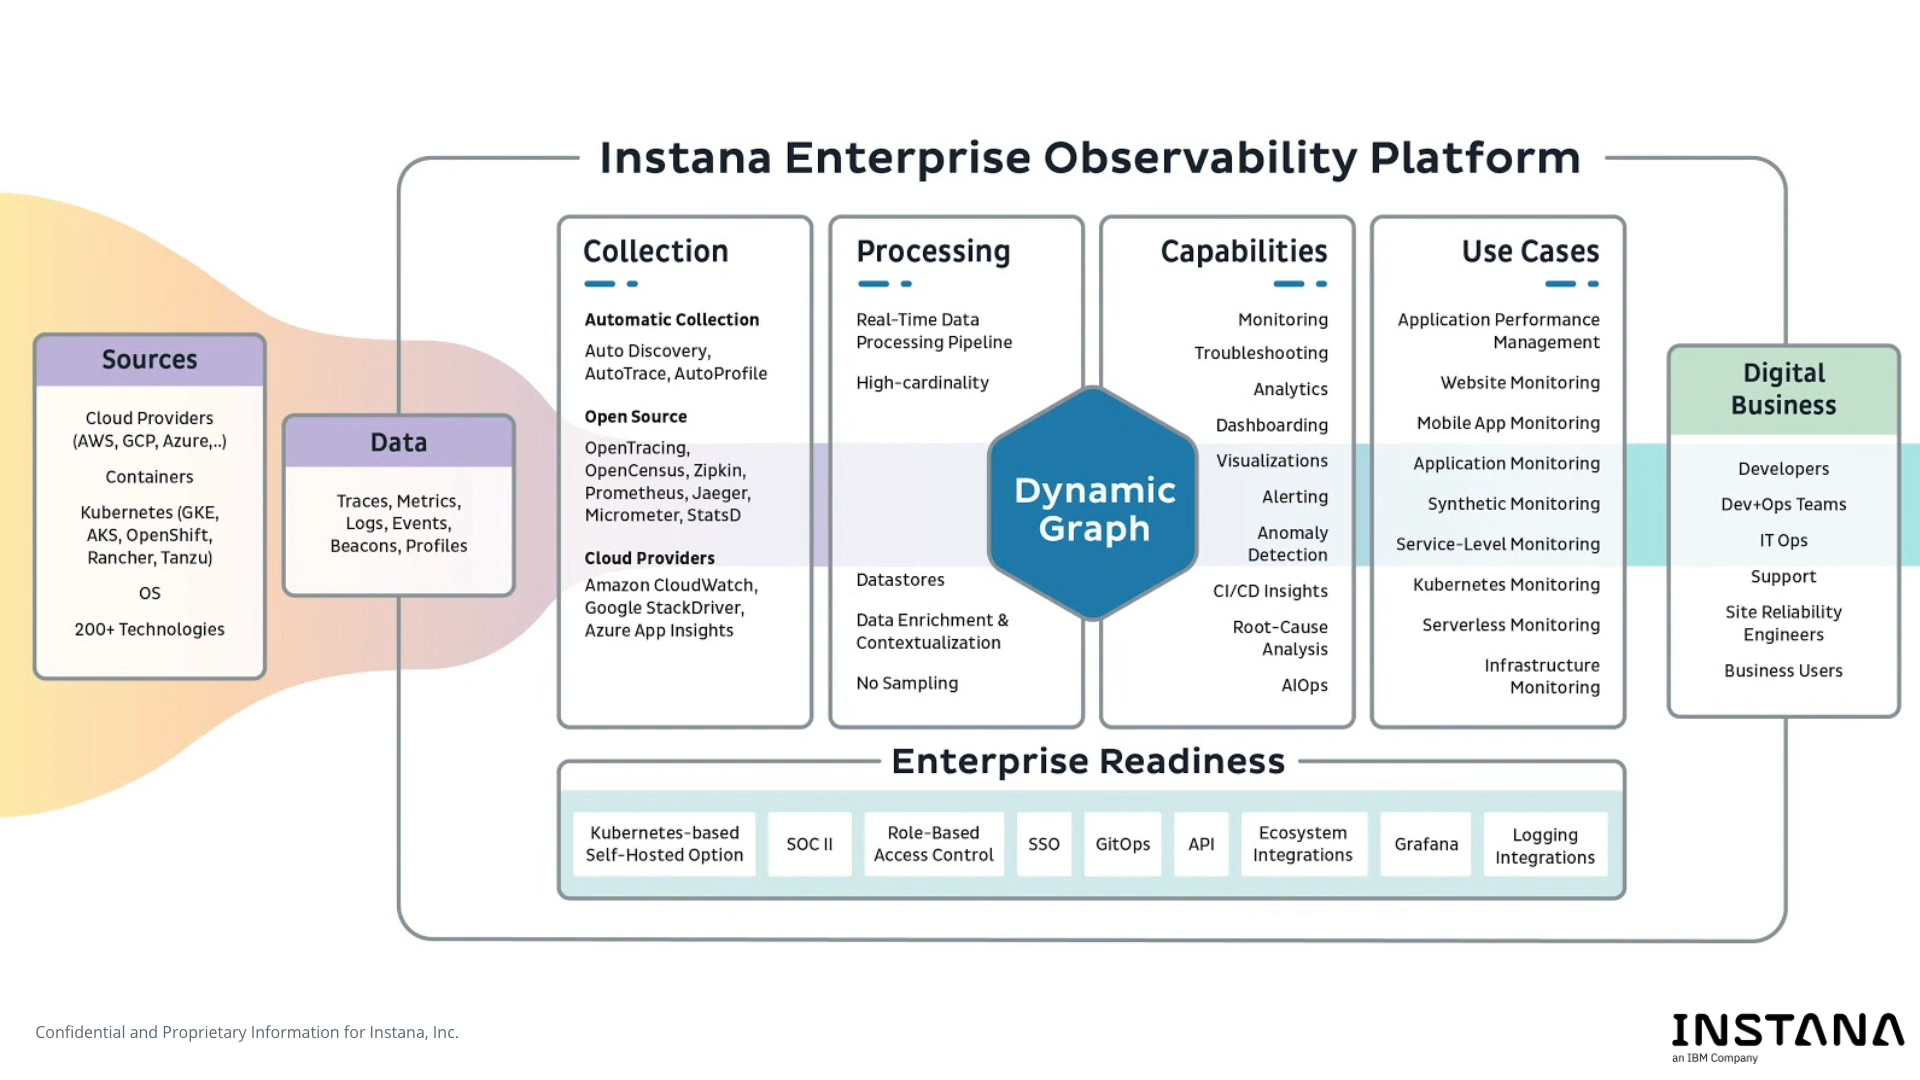 Instana Enterprise Observability Platform
Sources
Cloud Providers
(AWS, GCP, Azure,..)
Containers
Kubernetes (GKE,
AKS, OpenShift,
Rancher, Tanzu)
OS
200+ Technologies
Data
Traces, Metrics,
Logs, Events,
Beacons, Profiles
Collection
Automatic Collection
Auto Discovery,
AutoTrace, AutoProfile
Open Source
OpenTracing,
OpenCensus, Zipkin,
Prometheus, Jaeger,
Micrometer, StatsD
Cloud Providers
Amazon CloudWatch,
Google StackDriver,
Azure App Insights
Processing
Real-Time Data
Processing Pipeline
High-cardinality
Datastores
Data Enrichment &
Contextualization
No Sampling
Dynamic
Graph
Capabilities
Monitoring
Troubleshooting
Analytics
Dashboarding
Visualizations
Alerting
Anomaly
Detection
CI/CD Insights
Root-Cause
Analysis
AIOps
Use Cases
Application Performance
Management
Website Monitoring
Mobile App Monitoring
Application Monitoring
Synthetic Monitoring
Service-Level Monitoring
Kubernetes Monitoring
Serverless Monitoring
Infrastructure
Monitoring
Digital
Business
Developers
Dev+Ops Teams
IT Ops
Support
Site Reliability
Engineers
Business Users
Enterprise Readiness
Kubernetes-based
Self-Hosted Option
SOC II
Role-Based
Access Control
SSO
GitOps
API
Ecosystem
Integrations
Grafana
Logging
Integrations
Confidential and Proprietary Information for Instana, Inc.
INSTANA
an IBM Company